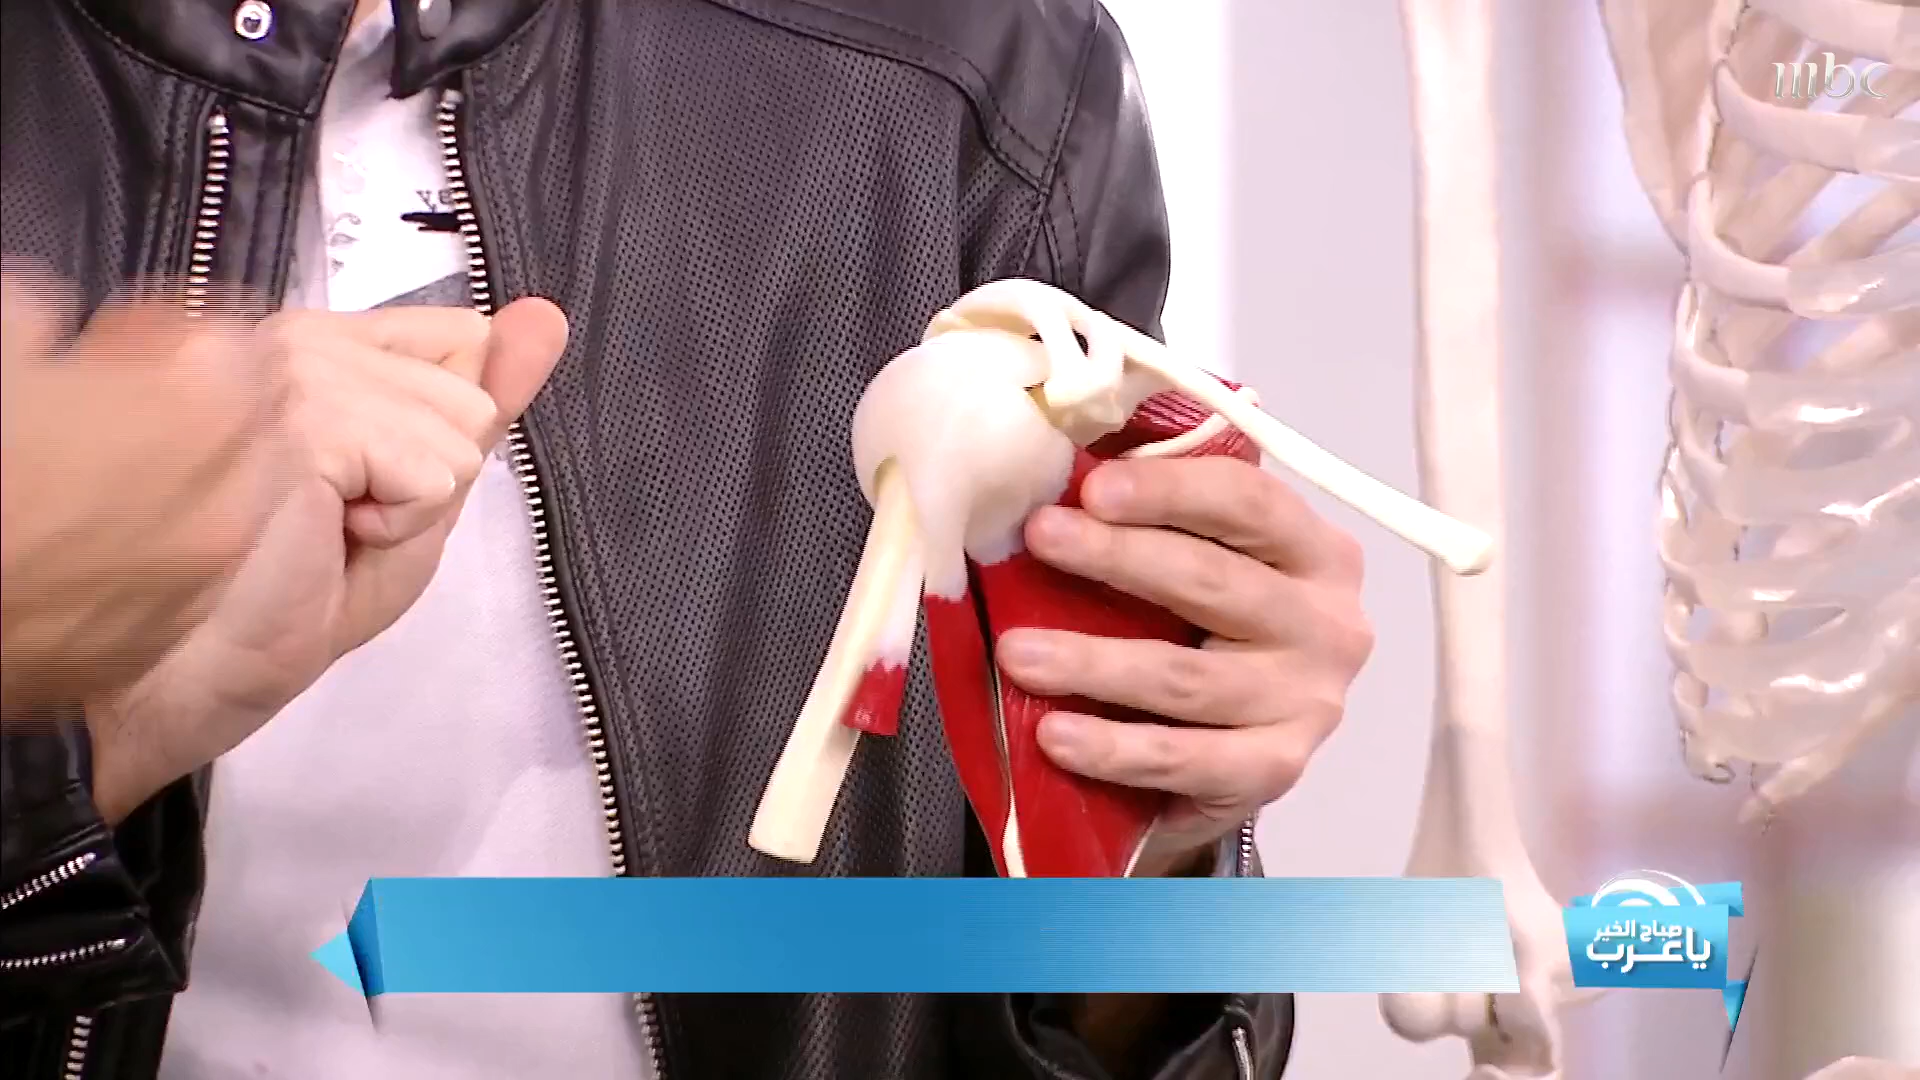 mbc
صباح الخير
يا عرب